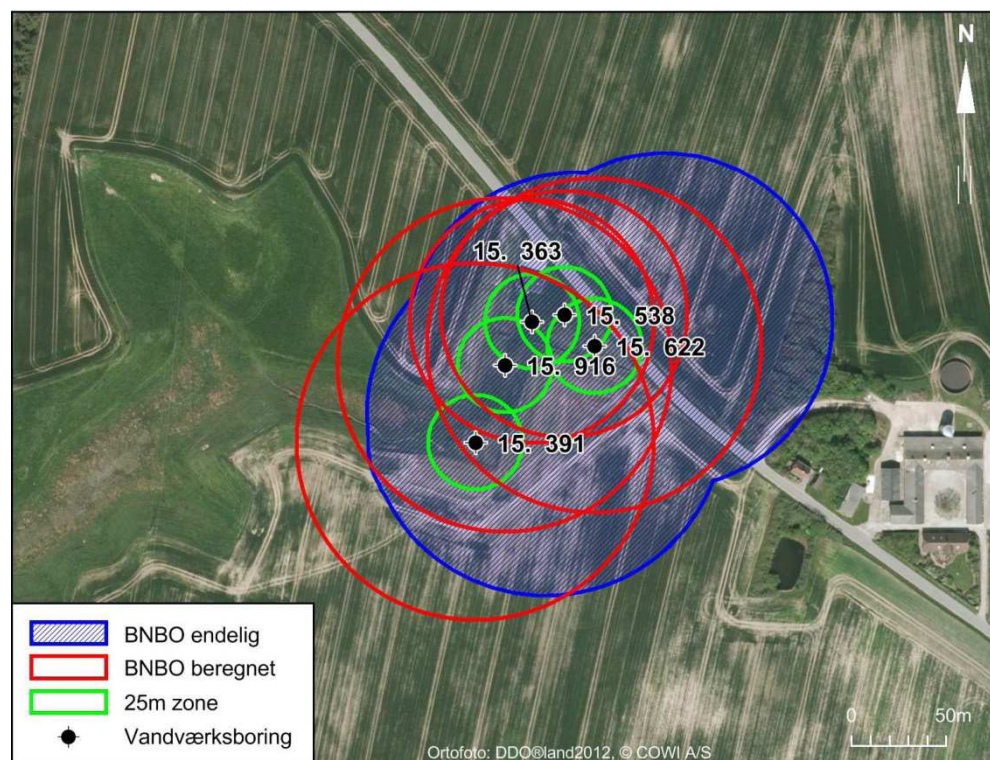 N
15. 363
15. 538
15. 622
15. 916
15. 391
BNBO endelig
BNBO beregnet
25m zone
Vandværksboring
0 50m
Ortofoto: DDO®land2012, © COWI A/S